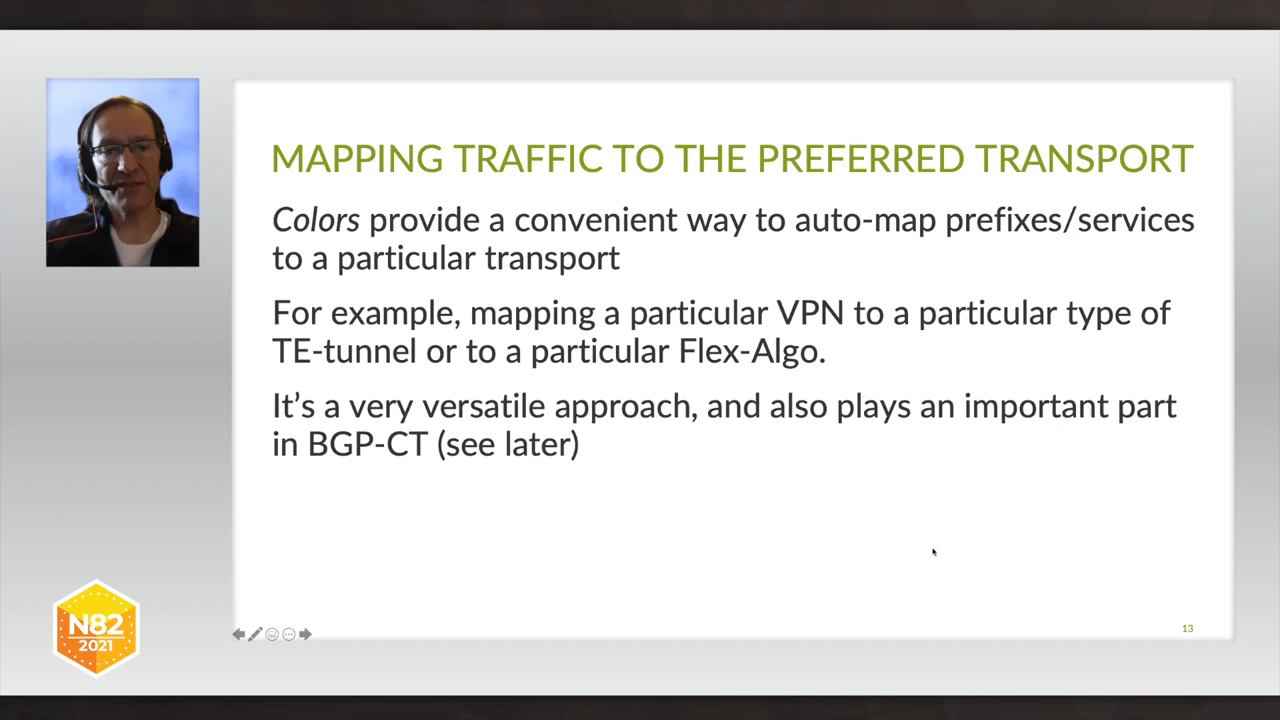 MAPPING TRAFFIC TO THE PREFERRED TRANSPORT
Colors provide a convenient way to auto-map prefixes/services
to a particular transport
For example, mapping a particular VPN to a particular type of
TE-tunnel or to a particular Flex-Algo.
It’s a very versatile approach, and also plays an important part
in BGP-CT (see later)
N82
2021
13